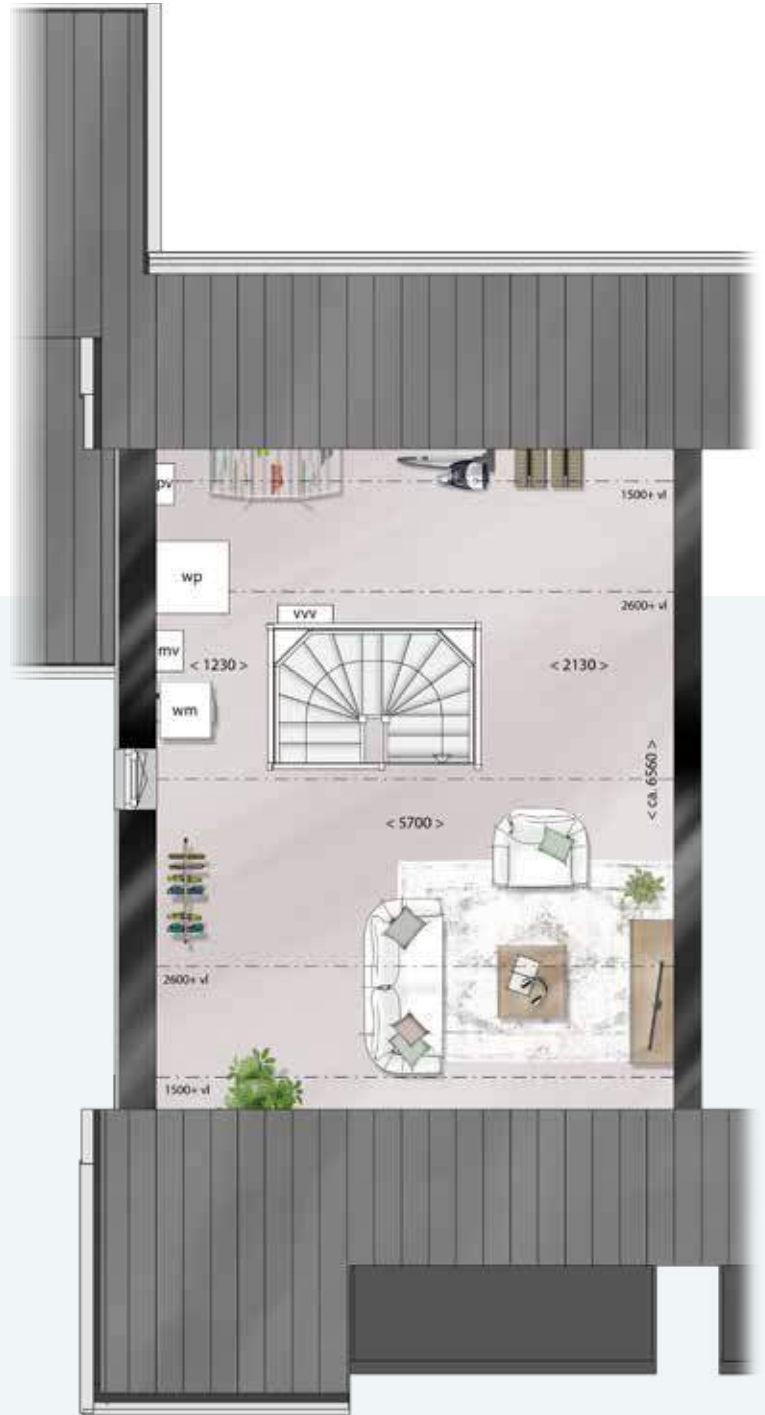 pv
1500+ vl
wp
2600+ vl
vvv
mv
< 1230 >
< 2130 >
wm
< ca. 6560 >
< 5700 >
2600+ vl
1500+ vl